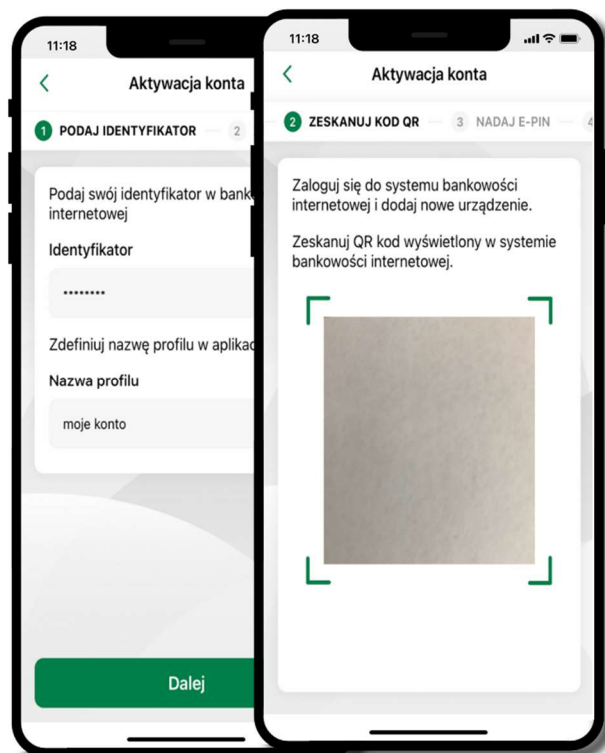 11:18
Aktywacja konta
1 PODAJ IDENTYFIKATOR 2
Podaj swój identyfikator w
internetowej
Identyfikator
••••••••
Zdefiniuj nazwę profilu w
Nazwa profilu
moje konto
Dalej
11:18
Aktywacja konta
2 ZESKANUJ KOD QR 3 NADAJ E-PIN 4
Zaloguj się do systemu bankowości
internetowej i dodaj nowe urządzenie.
Zeskanuj QR kod wyświetlony w systemie
bankowości internetowej.